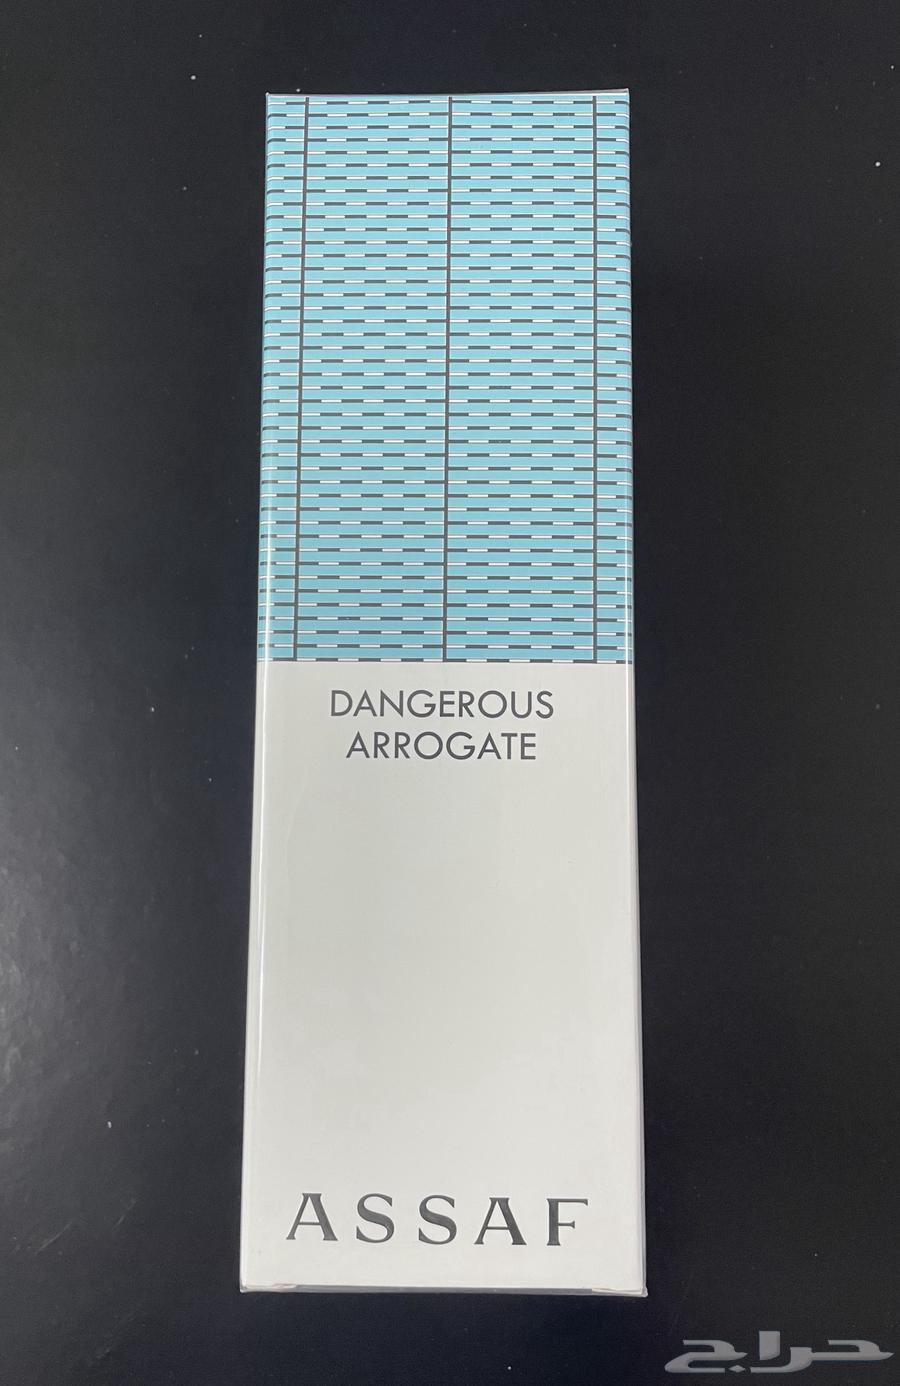 DANGEROUS
ARROGATE
ASSAF
حراج